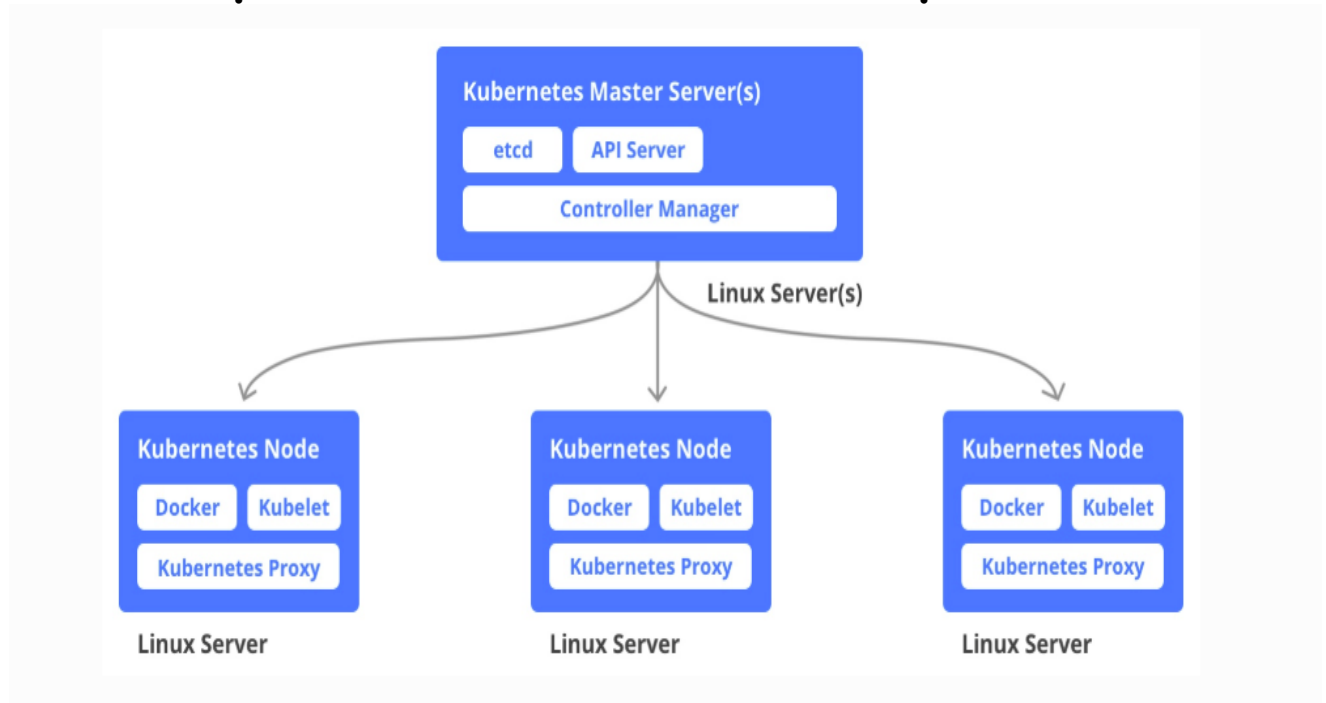 Kubernetes Master Server(s)
etcd API Server
Controller Manager
Linux Server(s)
Kubernetes Node
Docker Kubelet
Kubernetes Proxy
Linux Server
Kubernetes Node
Docker Kubelet
Kubernetes Proxy
Linux Server
Kubernetes Node
Docker Kubelet
Kubernetes Proxy
Linux Server